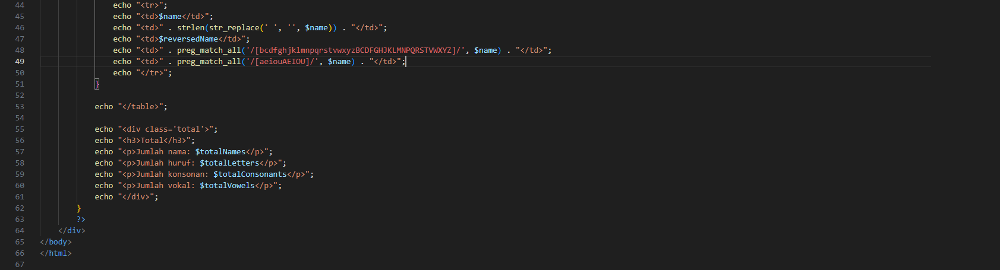 44 echo "<tr>";
45 echo "<td>$name</td>";
46 echo "<td>" . strlen(str_replace(' ', '', $name)) . "</td>";
47 echo "<td>$reversedName</td>";
48 echo "<td>" . preg_match_all('/[bcdfghjklmnpqrstvwxyzBCDFGHJKLMNPQRSTVWXYZ]/', $name) . "</td>";
49 echo "<td>" . preg_match_all('/[aeiouAEIOU]/', $name) . "</td>";
50 echo "</tr>";
51 }
52
53 echo "</table>";
54
55 echo "<div class='total'>";
56 echo "<h3>Total</h3>";
57 echo "<p>Jumlah nama: $totalNames</p>";
58 echo "<p>Jumlah huruf: $totalLetters</p>";
59 echo "<p>Jumlah konsonan: $totalConsonants</p>";
60 echo "<p>Jumlah vokal: $totalVowels</p>";
61 echo "</div>";
62 }
63 ?>
64 </div>
65 </body>
66 </html>
67